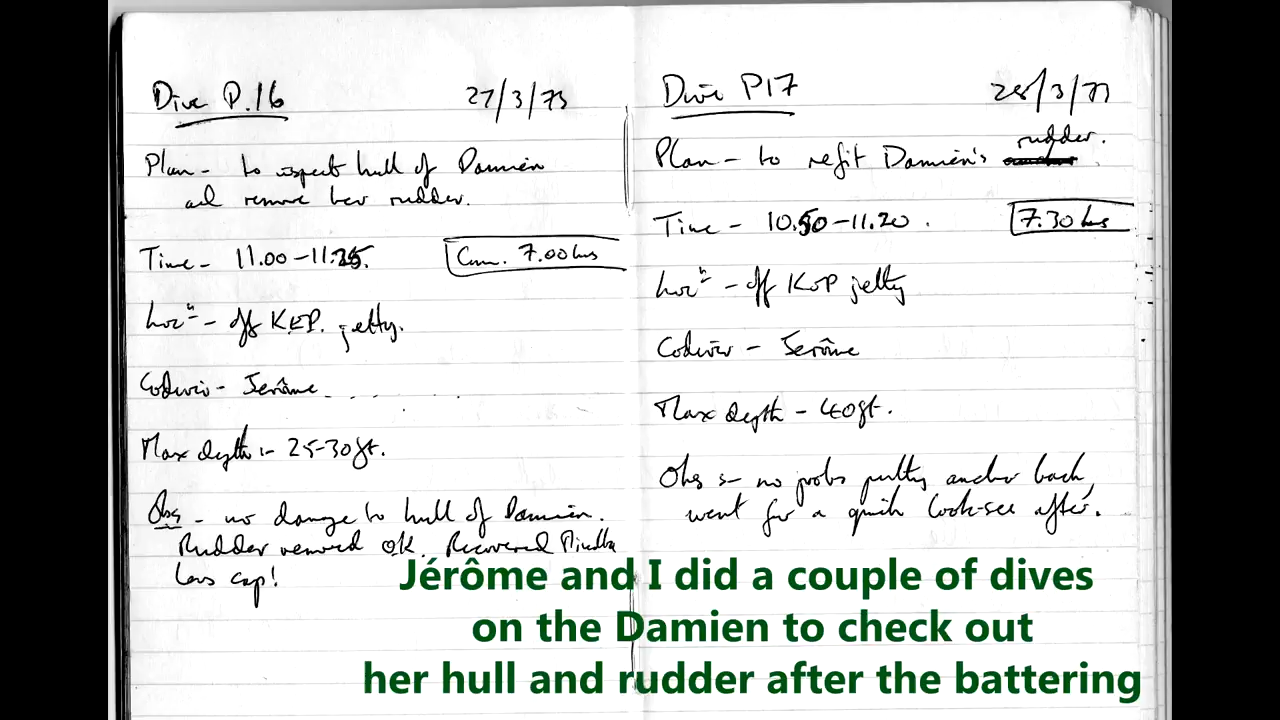 Dive P.16
27/3/73
Plan - to inspect hull of Damien
and remove her rudder.
Time - 11.00-11.25.
Cum. 7.00 hrs
Locn - off KEP. jetty.
Codiver - Jerôme
Max depth :- 25-30ft.
Obs - no damage to hull of Damien.
Rudder removed OK. Recovered
lens cap!
Dive P17
28/3/73
Plan - to refit Damien's rudder.
Time - 10.50-11.20.
7.30 hrs
Locn - off KEP jetty
Codiver - Jerôme
Max depth - 40ft.
Obs :- no probs putting back,
went for a quick look-see after.
Jérôme and I did a couple of dives
on the Damien to check out
her hull and rudder after the battering